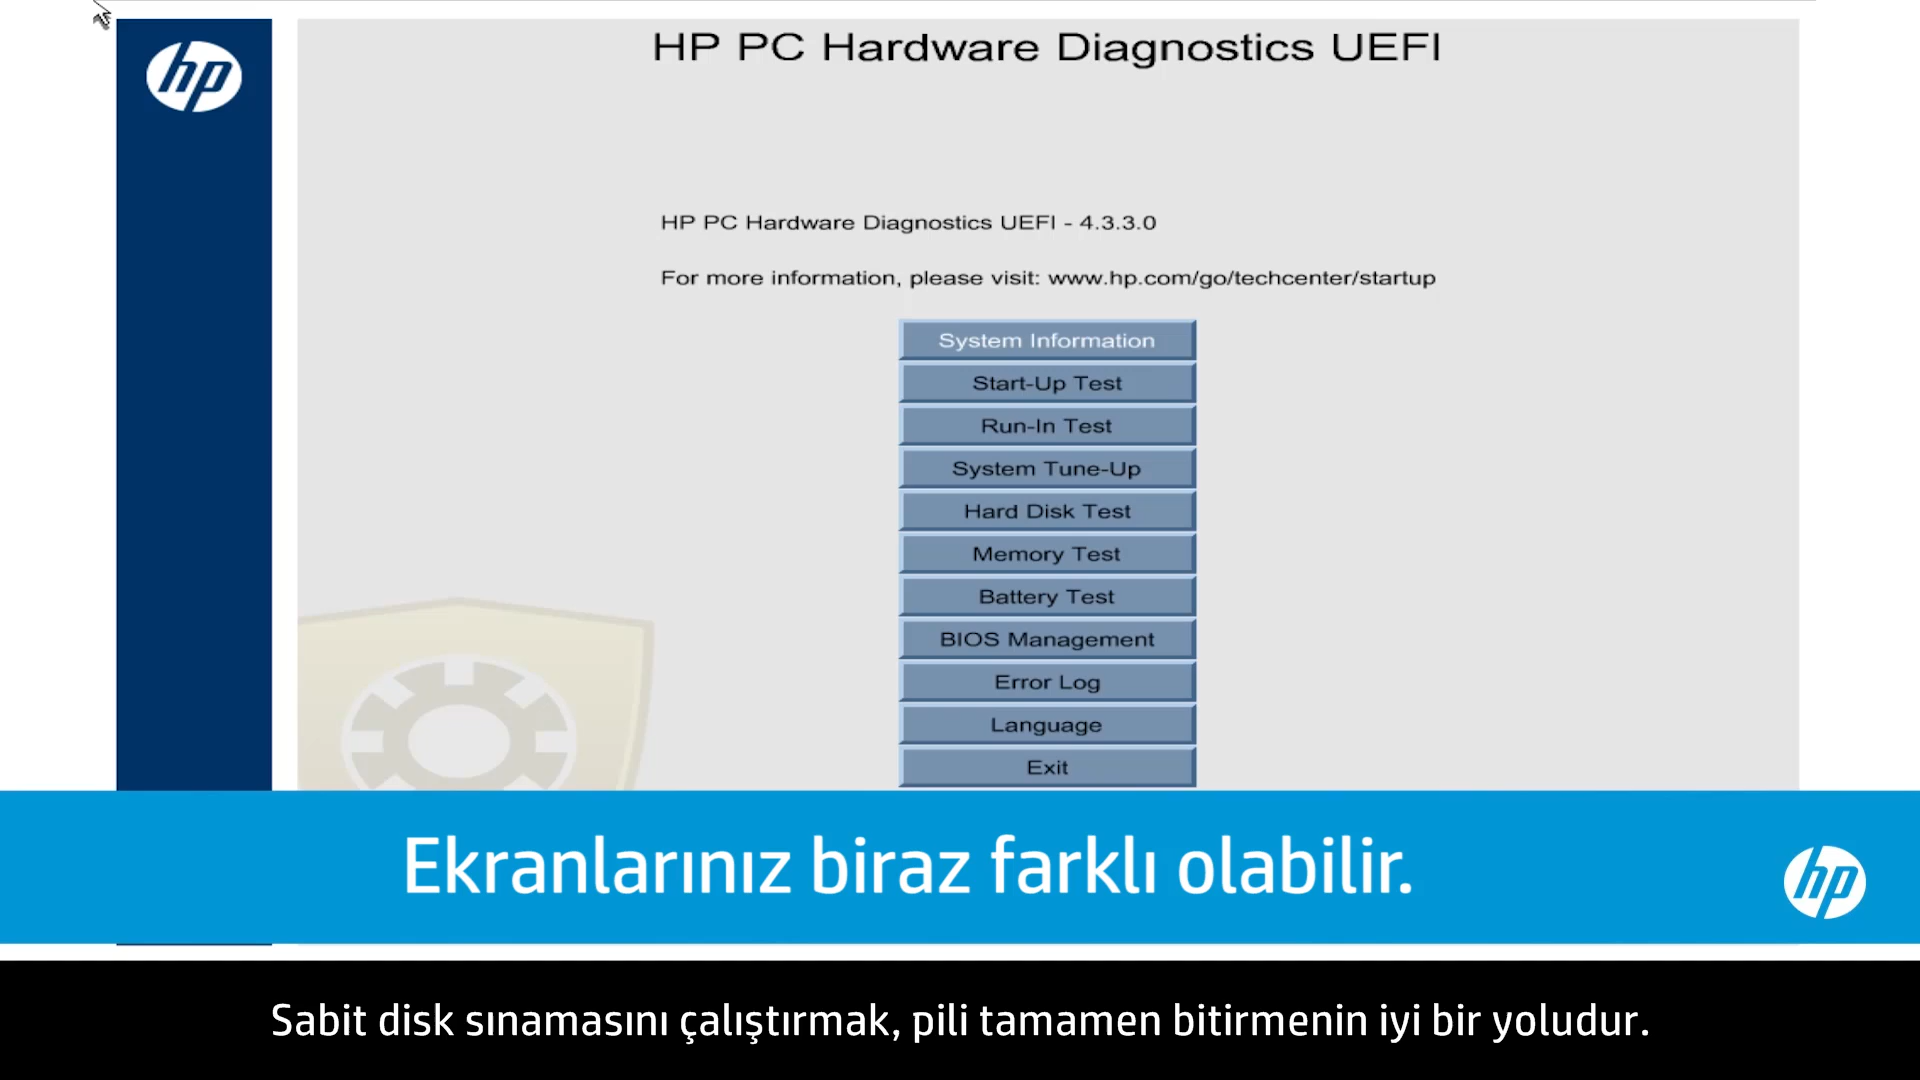 hp
HP PC Hardware Diagnostics UEFI
HP PC Hardware Diagnostics UEFI - 4.3.3.0
For more information, please visit: www.hp.com/go/techcenter/startup
System Information
Start-Up Test
Run-In Test
System Tune-Up
Hard Disk Test
Memory Test
Battery Test
BIOS Management
Error Log
Language
Exit
Ekranlarınız biraz farklı olabilir.
hp
Sabit disk sınamasını çalıştırmak, pili tamamen bitirmenin iyi bir yoludur.